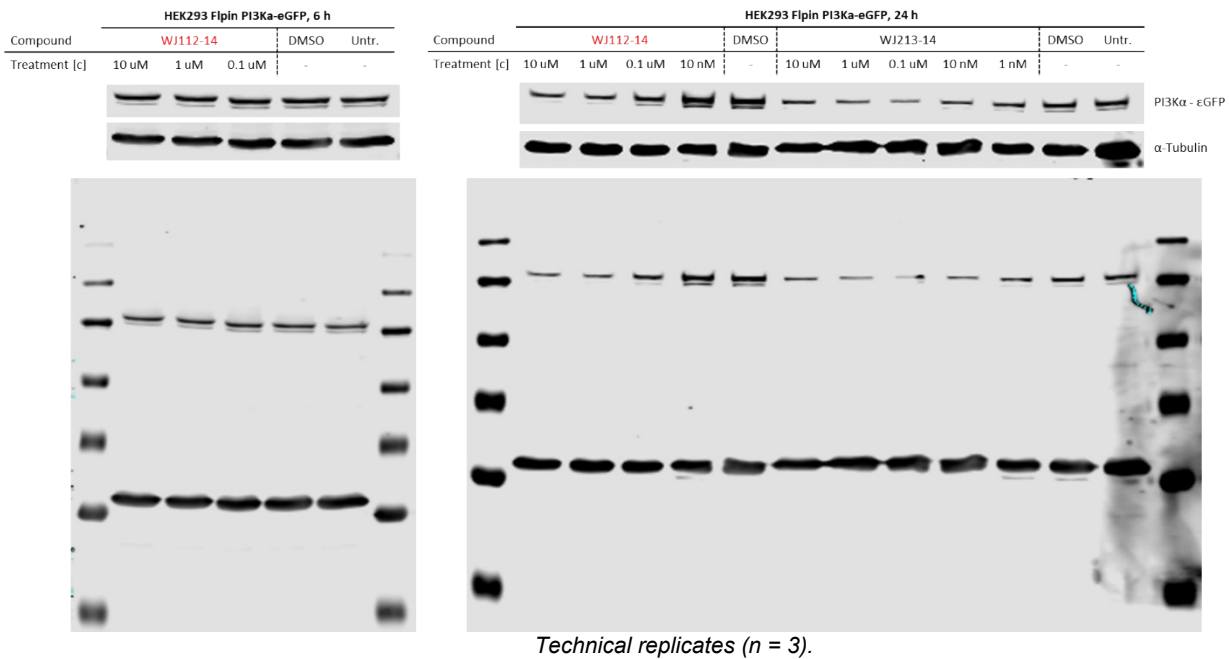 HEK293 Flpin PI3Ka-eGFP, 6 h
Compound WJ112-14 DMSO Untr.
Treatment [c] 10 uM 1 uM 0.1 uM - -
HEK293 Flpin PI3Ka-eGFP, 24 h
Compound WJ112-14 DMSO WJ213-14 DMSO Untr.
Treatment [c] 10 uM 1 uM 0.1 uM 10 nM - 10 uM 1 uM 0.1 uM 10 nM 1 nM - -
PI3Kα - eGFP
α-Tubulin
Technical replicates (n = 3).